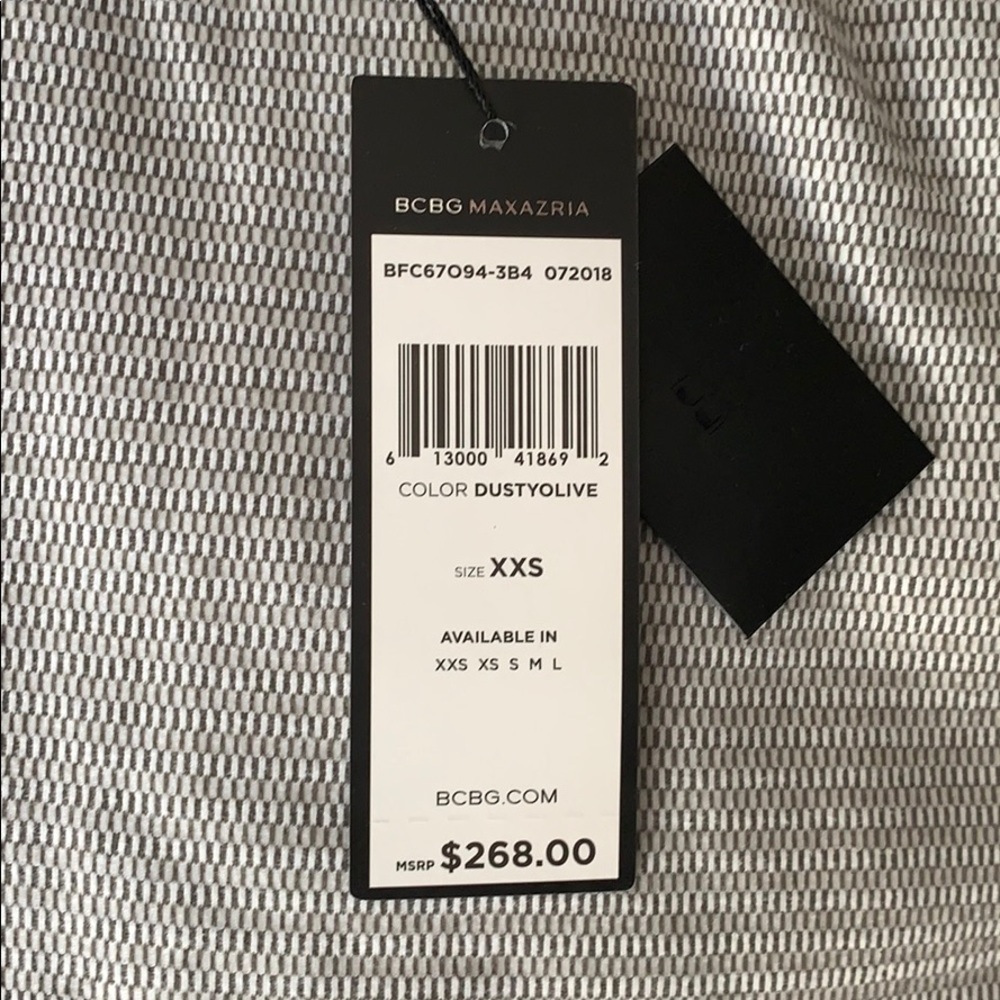 BCBG MAXAZRIA
BFC67O94-3B4 072018
6 13000 41869 2
COLOR DUSTYOLIVE
SIZE XXS
AVAILABLE IN
XXS XS S M L
BCBG.COM
MSRP $268.00